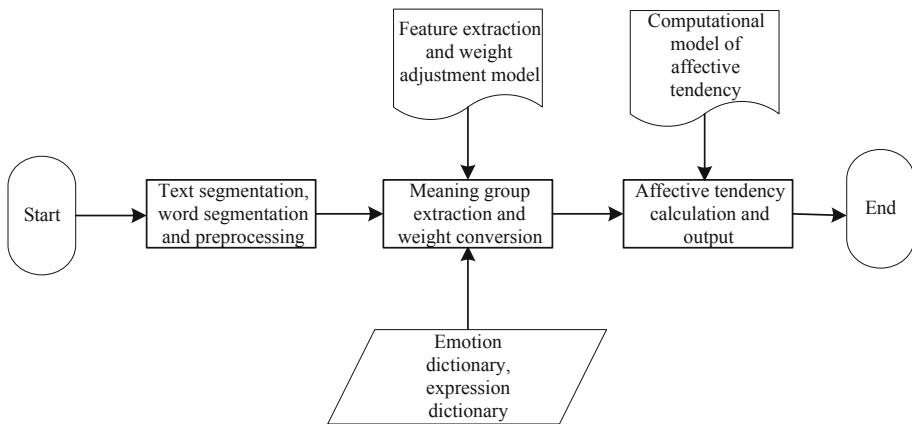 Feature extraction
and weight
adjustment model
Computational
model of
affective
tendency
Start
Text segmentation,
word segmentation
and preprocessing
Meaning group
extraction and
weight conversion
Affective tendency
calculation and
output
End
Emotion
dictionary,
expression
dictionary